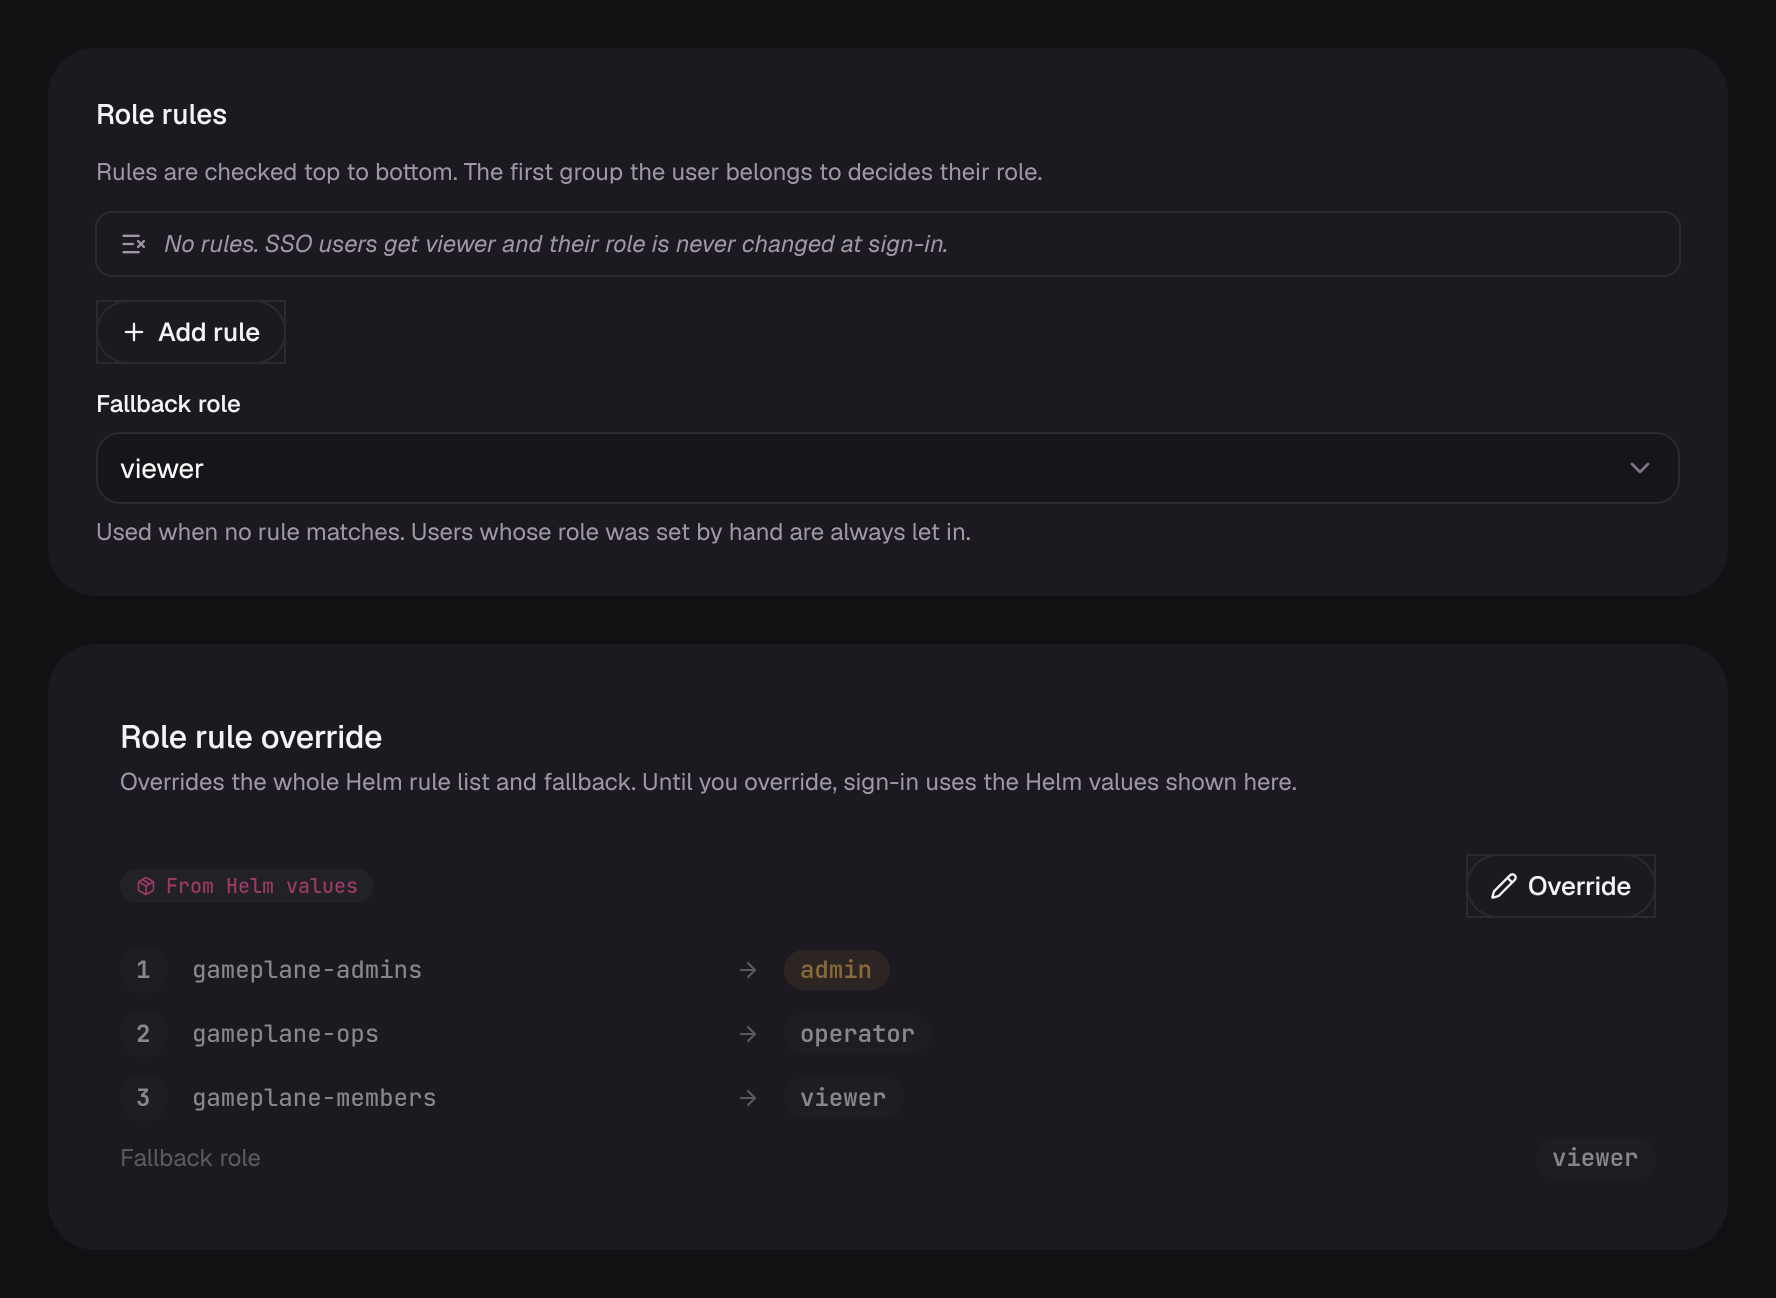 Role rules
Rules are checked top to bottom. The first group the user belongs to decides their role.
No rules. SSO users get viewer and their role is never changed at sign-in.
Add rule
Fallback role
viewer
Used when no rule matches. Users whose role was set by hand are always let in.
Role rule override
Overrides the whole Helm rule list and fallback. Until you override, sign-in uses the Helm values shown here.
From Helm values
Override
1 gameplane-admins → admin
2 gameplane-ops → operator
3 gameplane-members → viewer
Fallback role viewer